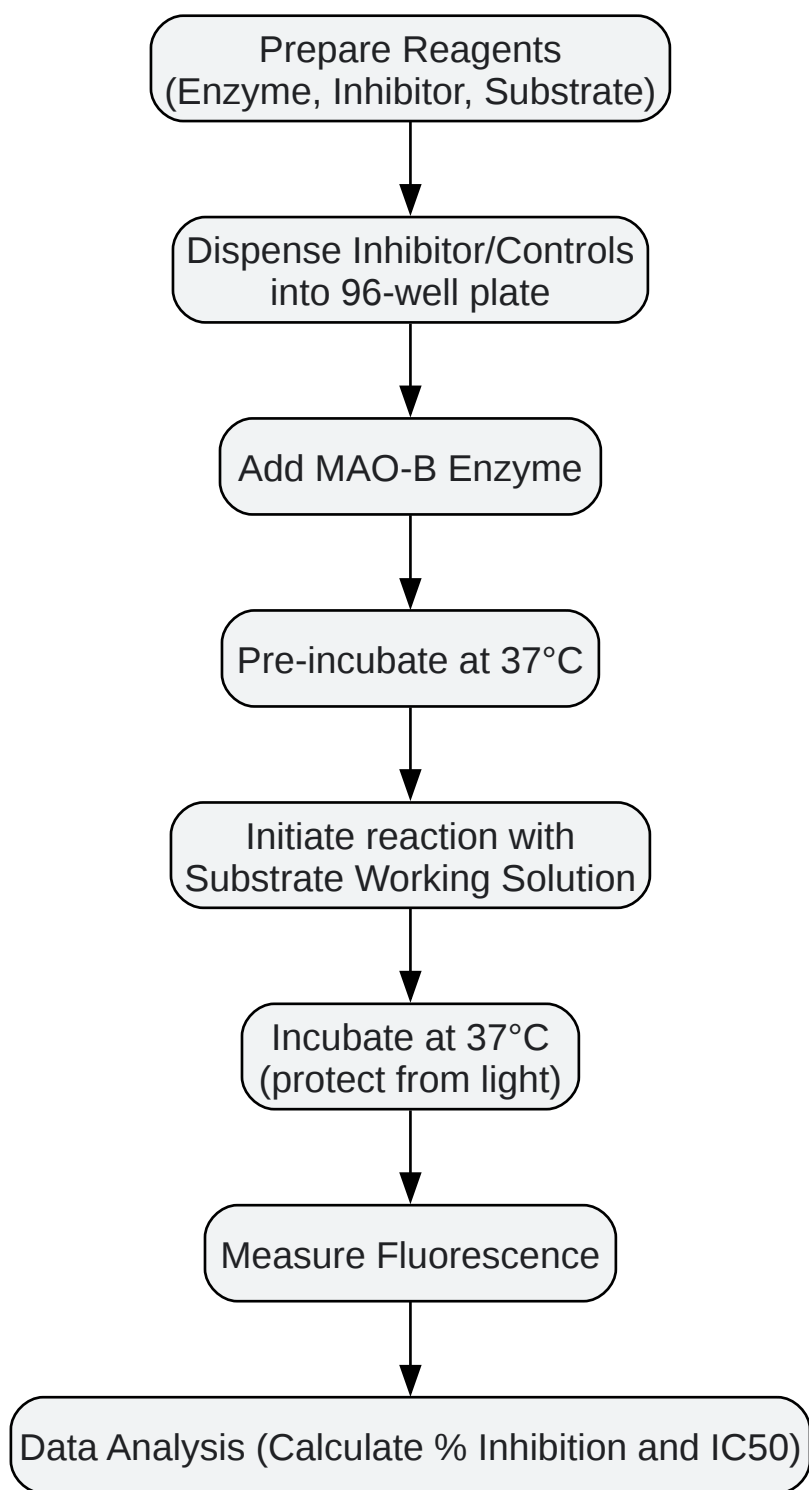 Prepare Reagents
(Enzyme, Inhibitor, Substrate)
Dispense Inhibitor/Controls
into 96-well plate
Add MAO-B Enzyme
Pre-incubate at 37°C
Initiate reaction with
Substrate Working Solution
Incubate at 37°C
(protect from light)
Measure Fluorescence
Data Analysis (Calculate % Inhibition and IC50)